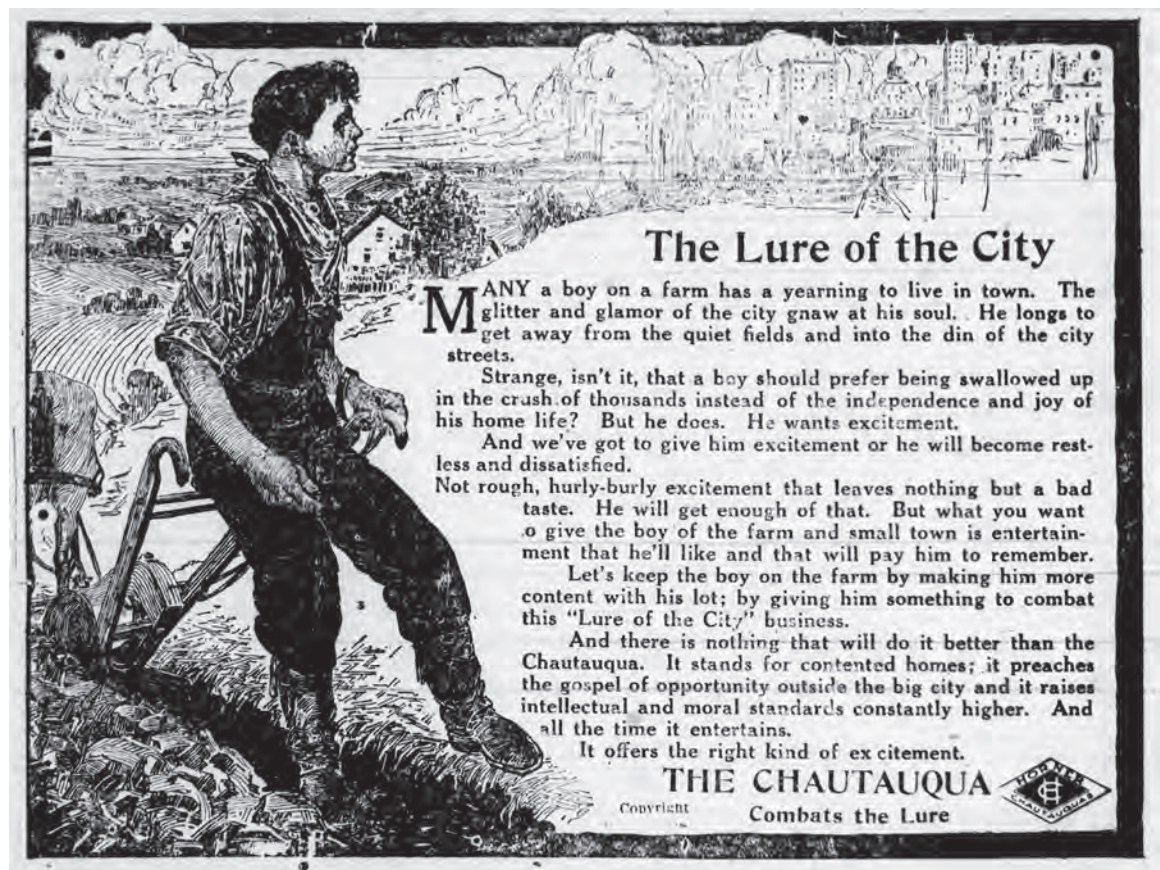 The Lure of the City
MANY a boy on a farm has a yearning to live in town. The
glitter and glamor of the city gnaw at his soul. He longs to
get away from the quiet fields and into the din of the city
streets.
Strange, isn't it, that a boy should prefer being swallowed up
in the crush of thousands instead of the independence and joy of
his home life? But he does. He wants excitement.
And we've got to give him excitement or he will become rest-
less and dissatisfied.
Not rough, hurly-burly excitement that leaves nothing but a bad
taste. He will get enough of that. But what you want
.o give the boy of the farm and small town is entertain-
ment that he'll like and that will pay him to remember.
Let's keep the boy on the farm by making him more
content with his lot; by giving him something to combat
this "Lure of the City" business.
And there is nothing that will do it better than the
Chautauqua. It stands for contented homes; it preaches
the gospel of opportunity outside the big city and it raises
intellectual and moral standards constantly higher. And
all the time it entertains.
It offers the right kind of ex citement.
THE CHAUTAUQUA
Combats the Lure
Copyright
HORNER
CH
CHAUTAUQUAS